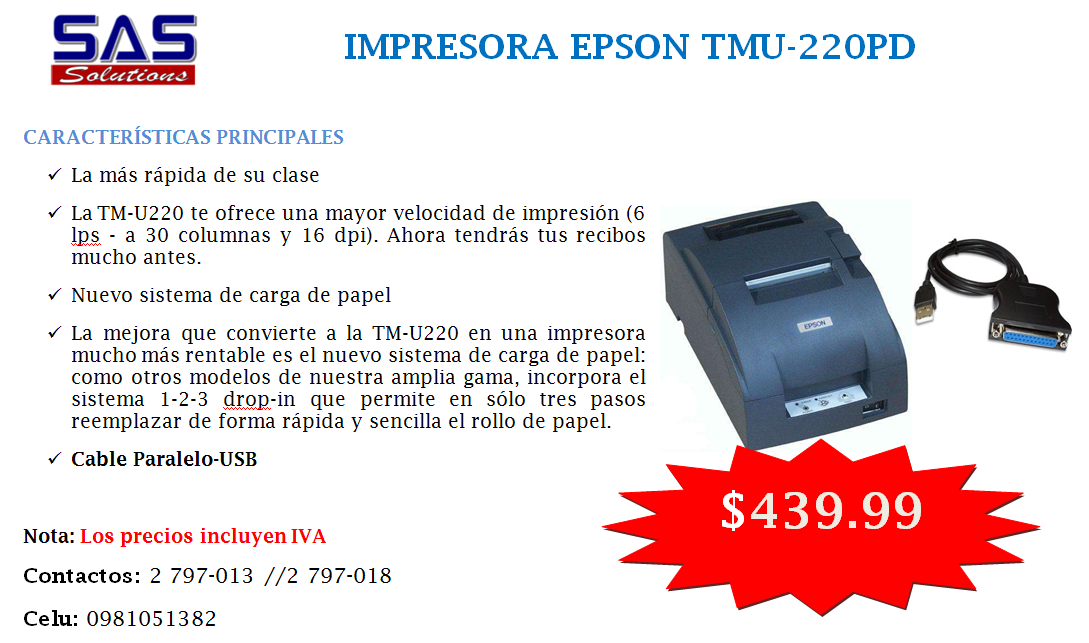 SAS
Solutions
IMPRESORA EPSON TMU-220PD
CARACTERÍSTICAS PRINCIPALES
✓ La más rápida de su clase
✓ La TM-U220 te ofrece una mayor velocidad de impresión (6
lps - a 30 columnas y 16 dpi). Ahora tendrás tus recibos
mucho antes.
✓ Nuevo sistema de carga de papel
✓ La mejora que convierte a la TM-U220 en una impresora
mucho más rentable es el nuevo sistema de carga de papel:
como otros modelos de nuestra amplia gama, incorpora el
sistema 1-2-3 drop-in que permite en sólo tres pasos
reemplazar de forma rápida y sencilla el rollo de papel.
✓ Cable Paralelo-USB
EPSON
$439.99
Nota: Los precios incluyen IVA
Contactos: 2 797-013 //2 797-018
Celu: 0981051382